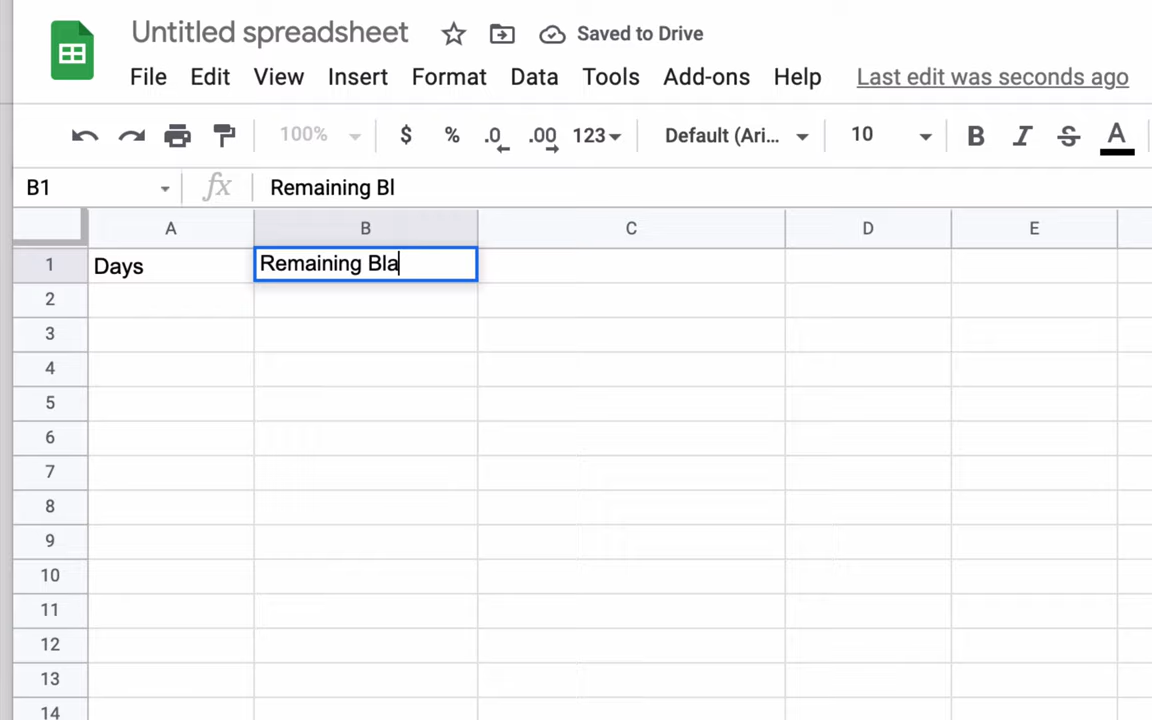 Untitled spreadsheet Saved to Drive
File Edit View Insert Format Data Tools Add-ons Help Last edit was seconds ago
100% $ % .0 .00 123 Default (Ari... 10 B I S A
B1 fx Remaining Bl
A B C D E
1 Days Remaining Bla
2
3
4
5
6
7
8
9
10
11
12
13
14